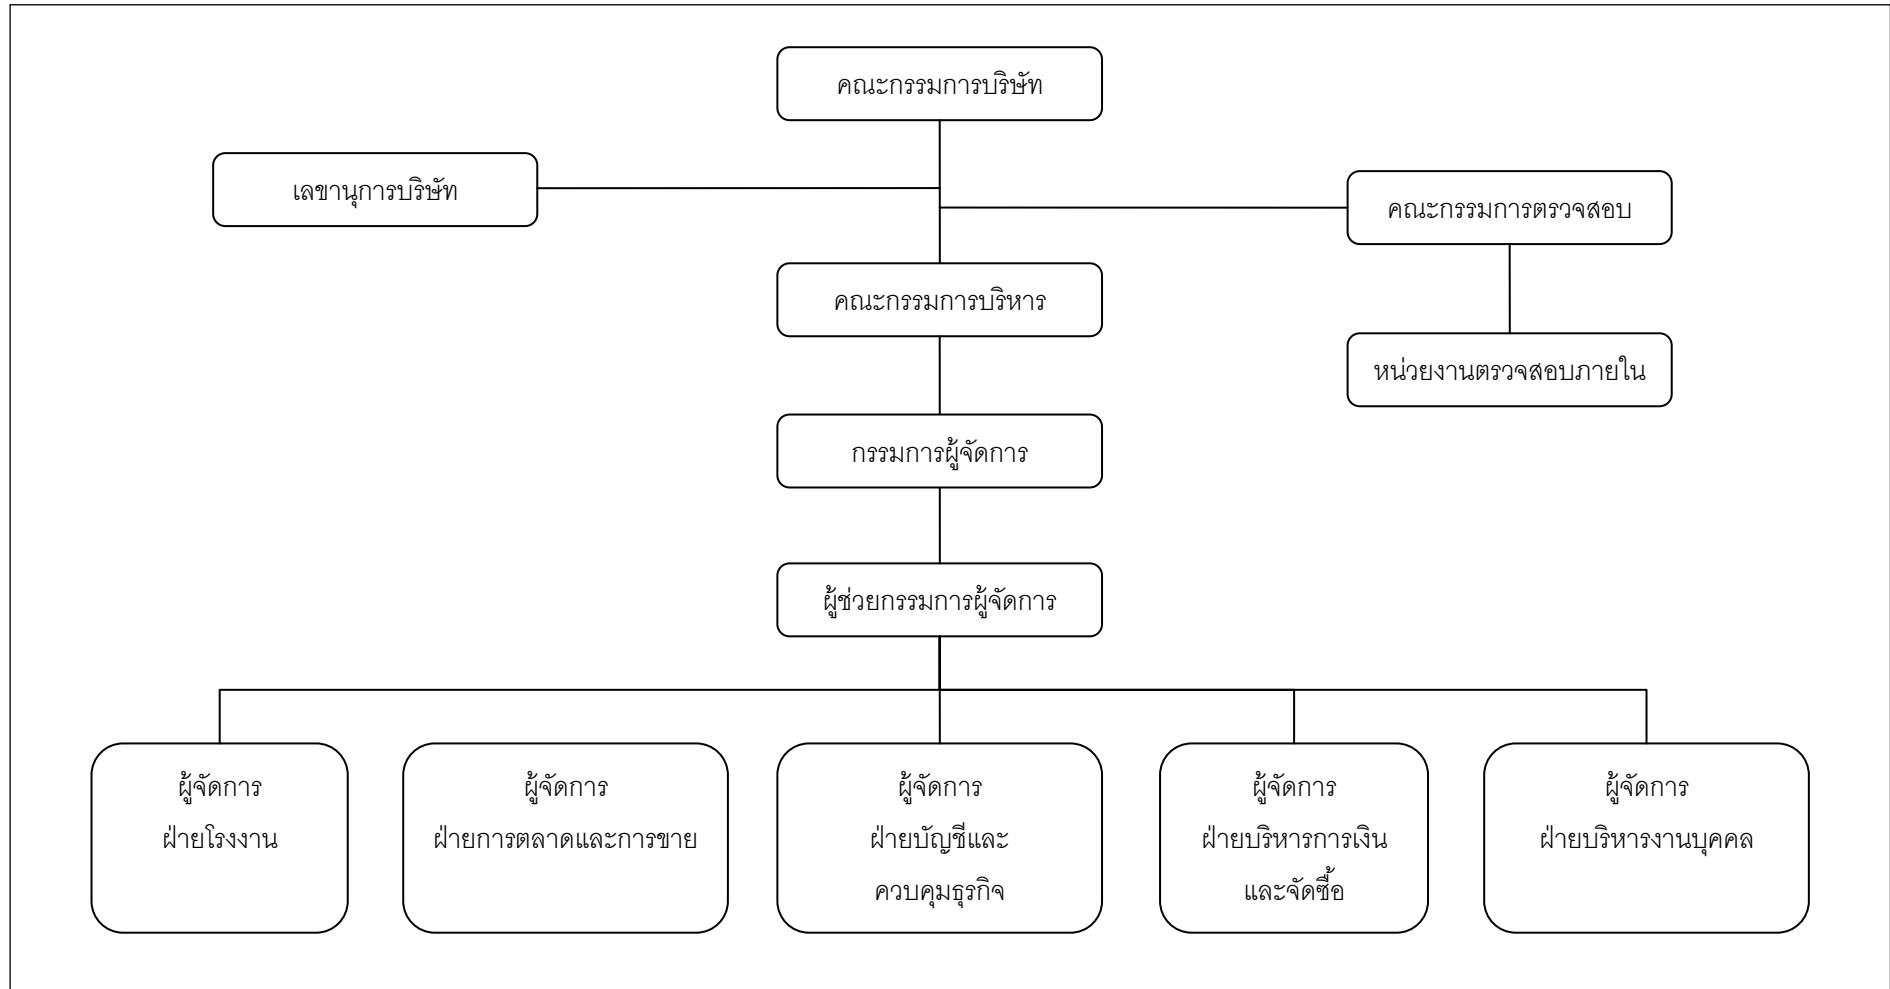 คณะกรรมการบริษัท
เลขานุการบริษัท
คณะกรรมการตรวจสอบ
คณะกรรมการบริหาร
หน่วยงานตรวจสอบภายใน
กรรมการผู้จัดการ
ผู้ช่วยกรรมการผู้จัดการ
ผู้จัดการ
ฝ่ายโรงงาน
ผู้จัดการ
ฝ่ายการตลาดและการขาย
ผู้จัดการ
ฝ่ายบัญชีและ
ควบคุมธุรกิจ
ผู้จัดการ
ฝ่ายบริหารการเงิน
และจัดซื้อ
ผู้จัดการ
ฝ่ายบริหารงานบุคคล